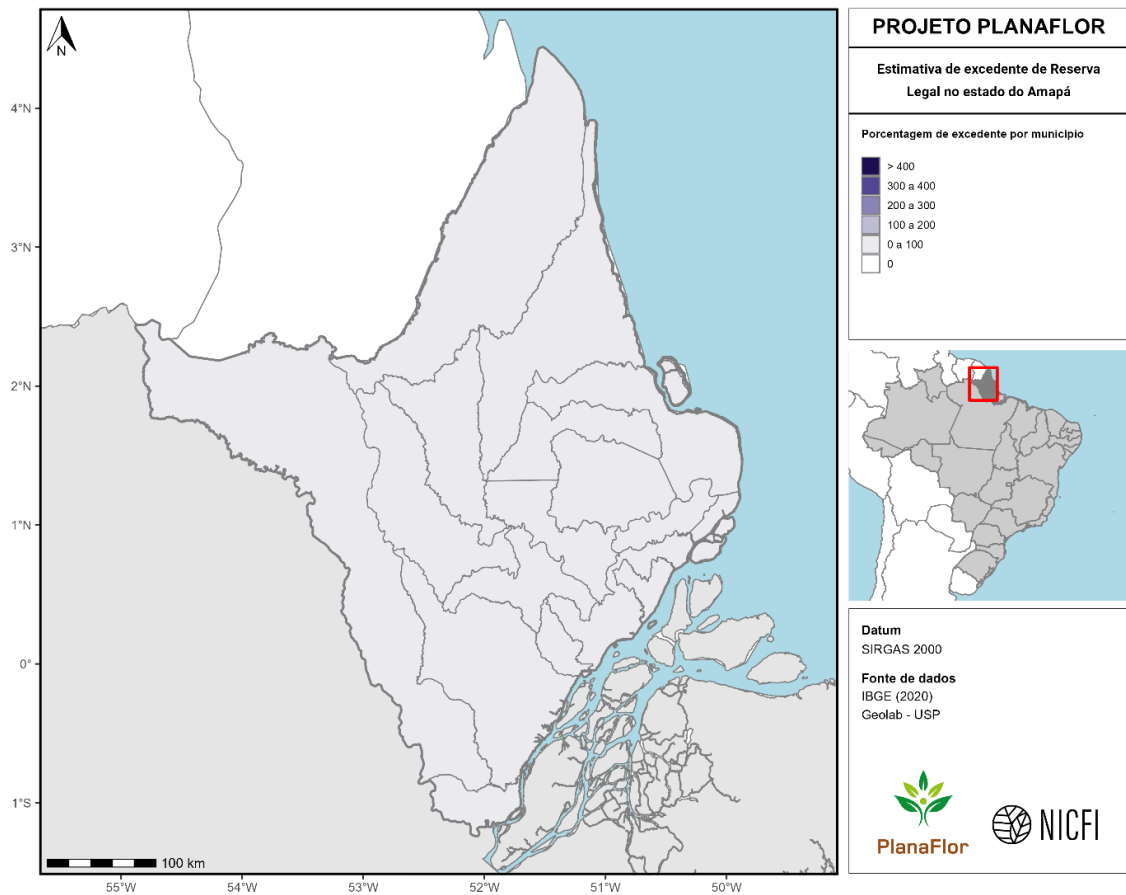 N
4°N
3°N
2°N
1°N
0°
1°S
55°W
54°W
53°W
52°W
51°W
50°W
100 km
PROJETO PLANAFLOR
Estimativa de excedente de Reserva
Legal no estado do Amapá
Porcentagem de excedente por município
> 400
300 a 400
200 a 300
100 a 200
0 a 100
0
Datum
SIRGAS 2000
Fonte de dados
IBGE (2020)
Geolab - USP
PlanaFlor
NICFI